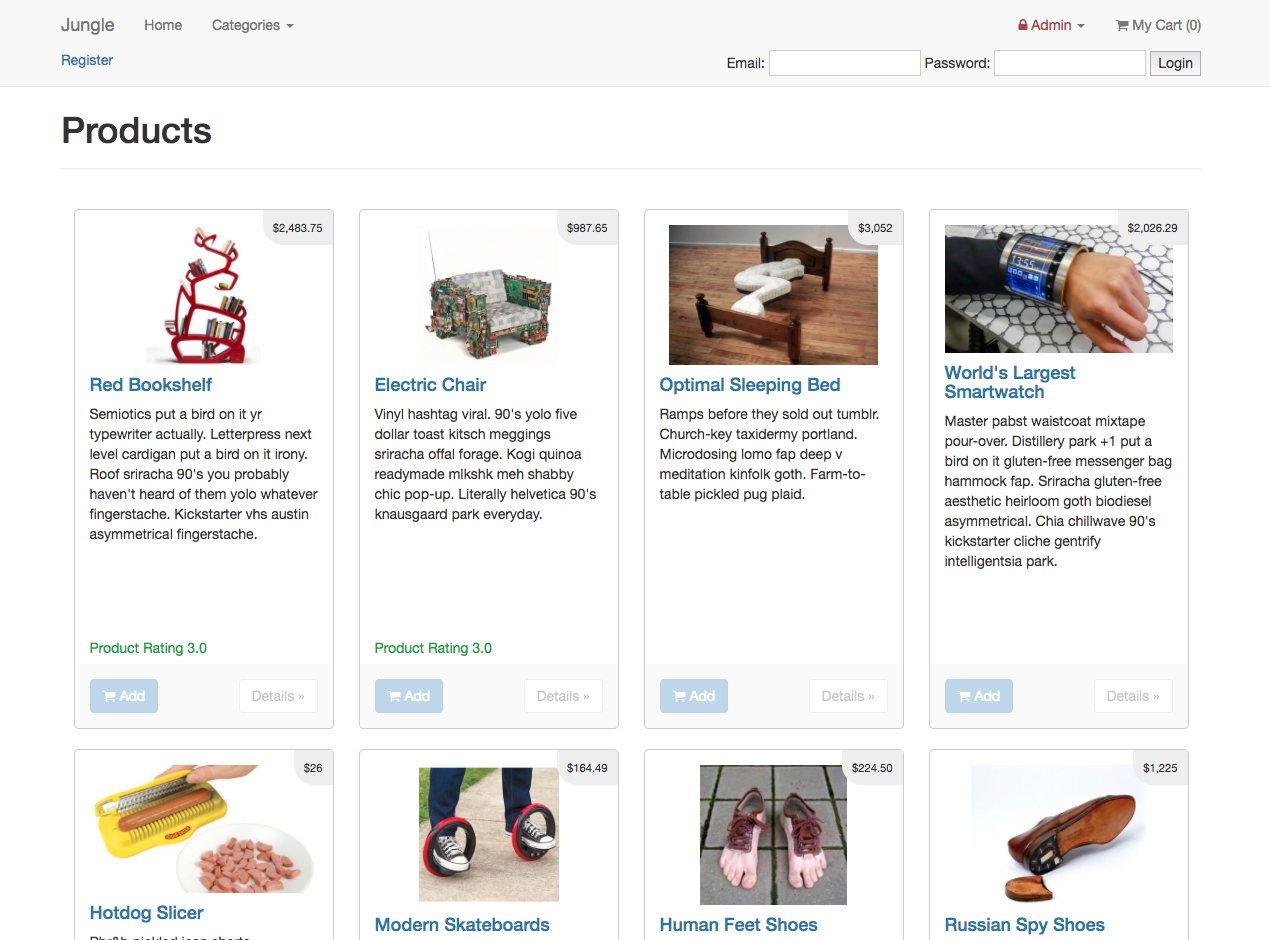 Jungle Home Categories Admin My Cart (0)
Register Email: Password: Login
Products
$2,483.75
Red Bookshelf
Semiotics put a bird on it yr
typewriter actually. Letterpress next
level cardigan put a bird on it irony.
Roof sriracha 90's you probably
haven't heard of them yolo whatever
fingerstache. Kickstarter vhs austin
asymmetrical fingerstache.
Product Rating 3.0
Add Details »
$987.65
Electric Chair
Vinyl hashtag viral. 90's yolo five
dollar toast kitsch meggings
sriracha offal forage. Kogi quinoa
readymade mlkshk meh shabby
chic pop-up. Literally helvetica 90's
knausgaard park everyday.
Product Rating 3.0
Add Details »
$3,052
Optimal Sleeping Bed
Ramps before they sold out tumblr.
Church-key taxidermy portland.
Microdosing lomo fap deep v
meditation kinfolk goth. Farm-to-
table pickled pug plaid.
Add Details »
$2,026.29
13:55
World's Largest
Smartwatch
Master pabst waistcoat mixtape
pour-over. Distillery park +1 put a
bird on it gluten-free messenger bag
hammock fap. Sriracha gluten-free
aesthetic heirloom goth biodiesel
asymmetrical. Chia chillwave 90's
kickstarter cliche gentrify
intelligentsia park.
Add Details »
$26
Hotdog Slicer
$164.49
Modern Skateboards
$224.50
Human Feet Shoes
$1,225
Russian Spy Shoes